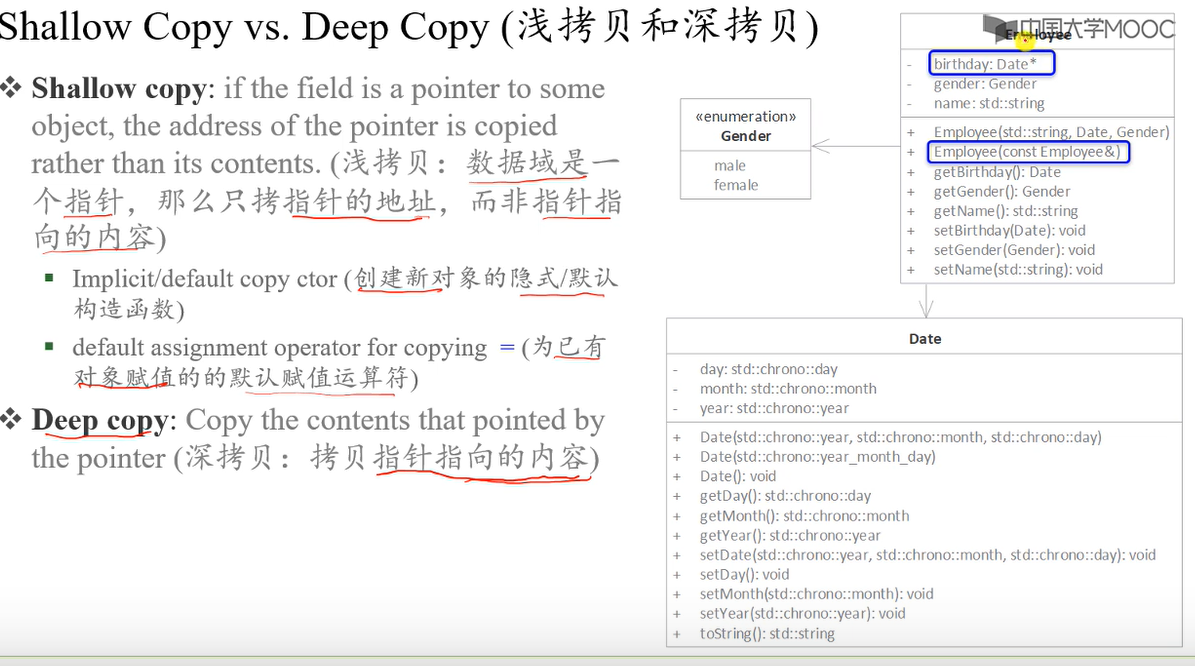 Shallow Copy vs. Deep Copy (浅拷贝和深拷贝)
❖ Shallow copy: if the field is a pointer to some
object, the address of the pointer is copied
rather than its contents. (浅拷贝：数据域是一
个指针，那么只拷指针的地址，而非指针指
向的内容)
▪ Implicit/default copy ctor (创建新对象的隐式/默认
构造函数)
▪ default assignment operator for copying = (为已有
对象赋值的的默认赋值运算符)
❖ Deep copy: Copy the contents that pointed by
the pointer (深拷贝：拷贝指针指向的内容)
«enumeration»
Gender
male
female
中国大学MOOC
Employee
- birthday: Date*
- gender: Gender
- name: std::string
+ Employee(std::string, Date, Gender)
+ Employee(const Employee&)
+ getBirthday(): Date
+ getGender(): Gender
+ getName(): std::string
+ setBirthday(Date): void
+ setGender(Gender): void
+ setName(std::string): void
Date
- day: std::chrono::day
- month: std::chrono::month
- year: std::chrono::year
+ Date(std::chrono::year, std::chrono::month, std::chrono::day)
+ Date(std::chrono::year_month_day)
+ Date(): void
+ getDay(): std::chrono::day
+ getMonth(): std::chrono::month
+ getYear(): std::chrono::year
+ setDate(std::chrono::year, std::chrono::month, std::chrono::day): void
+ setDay(): void
+ setMonth(std::chrono::month): void
+ setYear(std::chrono::year): void
+ toString(): std::string